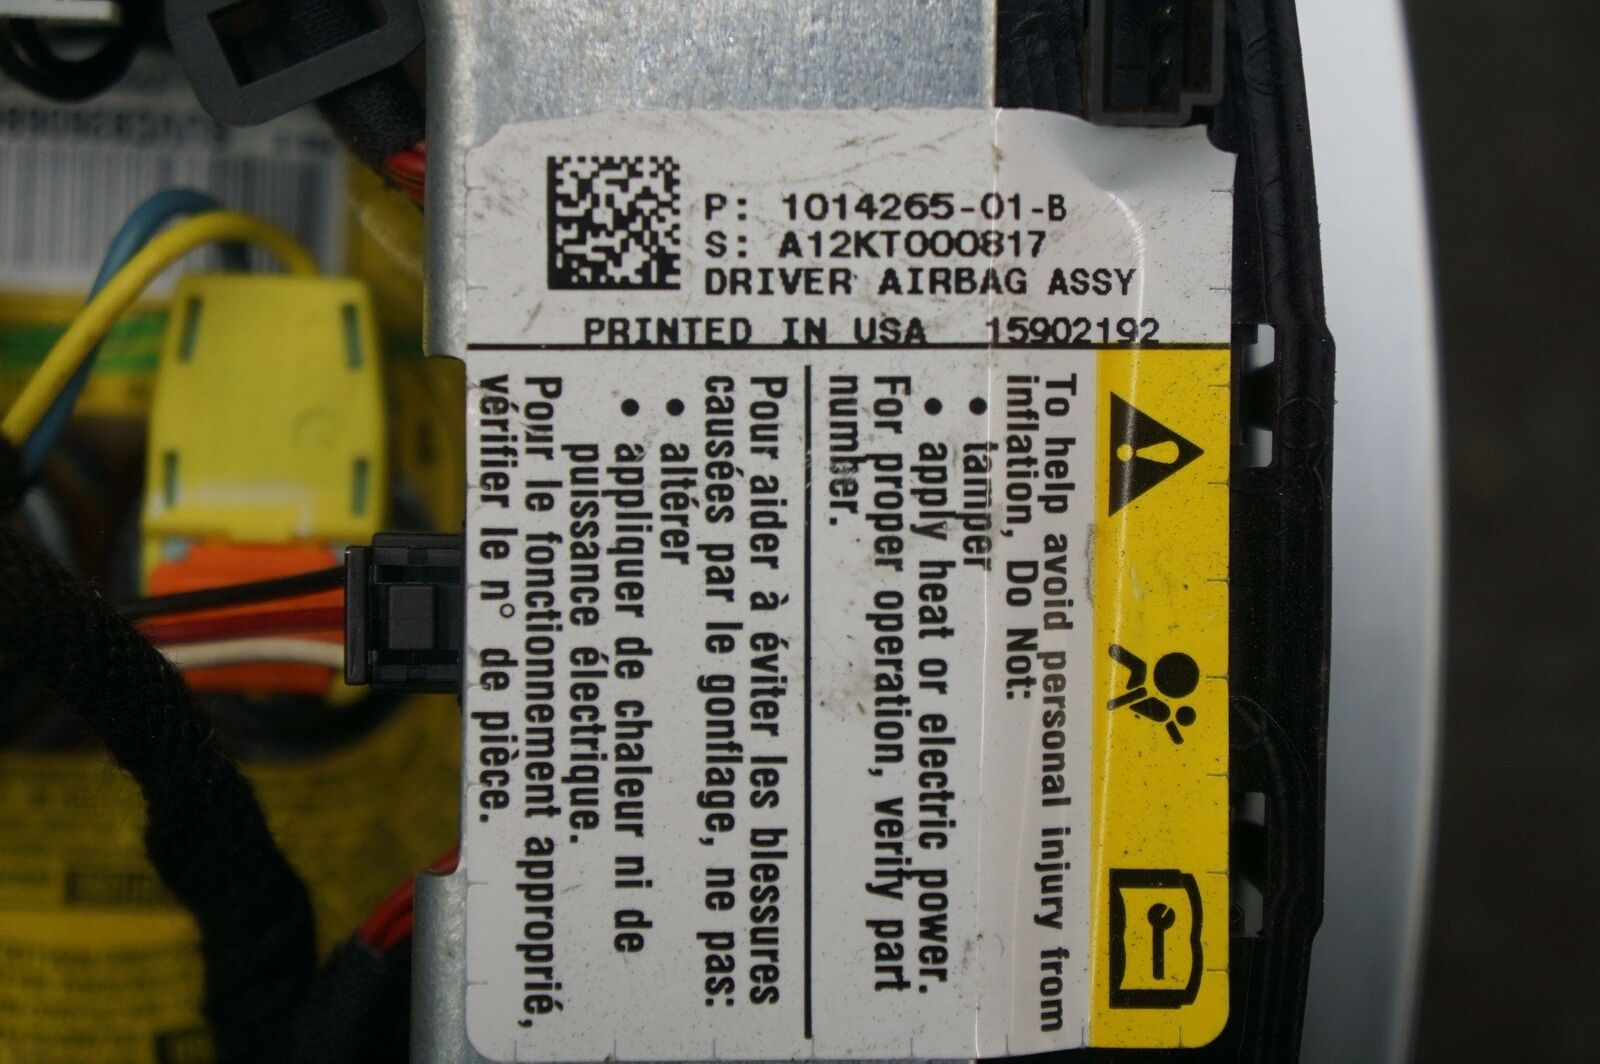 P: 1014265-01-B
S: A12KT000817
DRIVER AIRBAG ASSY
PRINTED IN USA 15902192
To help avoid personal injury from
inflation, Do Not:
• tamper
• apply heat or electric power.
For proper operation, verify part
number.
Pour aider à éviter les blessures
causées par le gonflage, ne pas:
• altérer
• appliquer de chaleur ni de
puissance électrique.
Pour le fonctionnement approprié,
vérifier le n° de pièce.